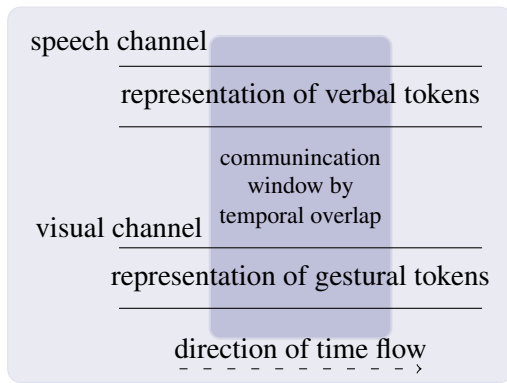 speech channel
representation of verbal tokens
communincation
window by
temporal overlap
visual channel
representation of gestural tokens
direction of time flow